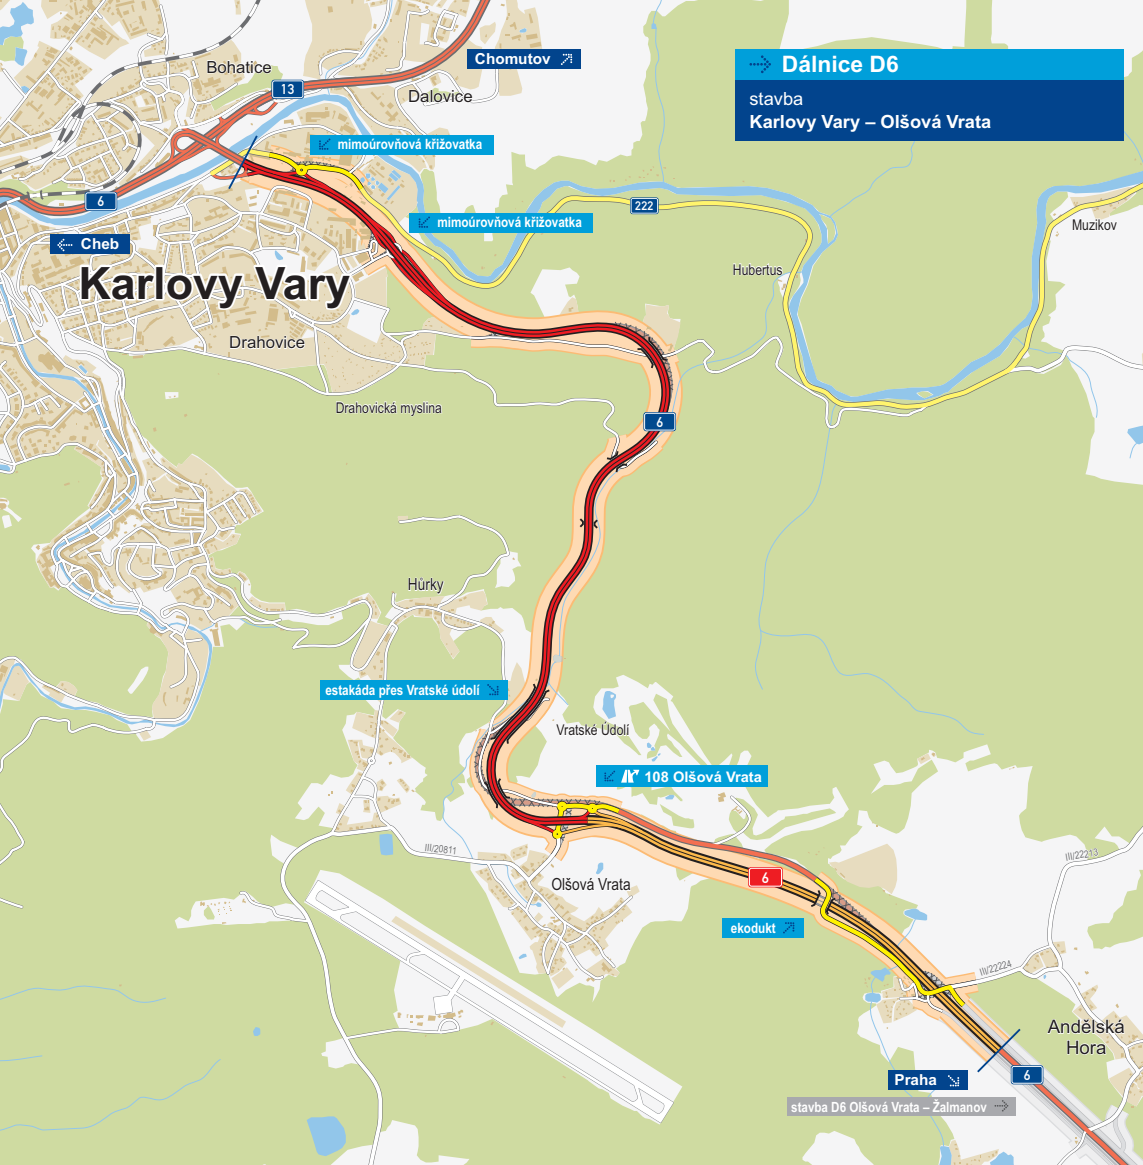 Dálnice D6
stavba
Karlovy Vary – Olšová Vrata
Chomutov
Bohatice
13
Dalovice
mimoúrovňová křižovatka
6
222
mimoúrovňová křižovatka
Muzikov
Cheb
Hubertus
Karlovy Vary
Drahovice
Drahovická myslina
6
Hůrky
estakáda přes Vratské údolí
Vratské Údolí
108 Olšová Vrata
III/20811
III/22213
6
Olšová Vrata
ekodukt
III/22224
Andělská
Hora
Praha
6
stavba D6 Olšová Vrata – Žalmanov